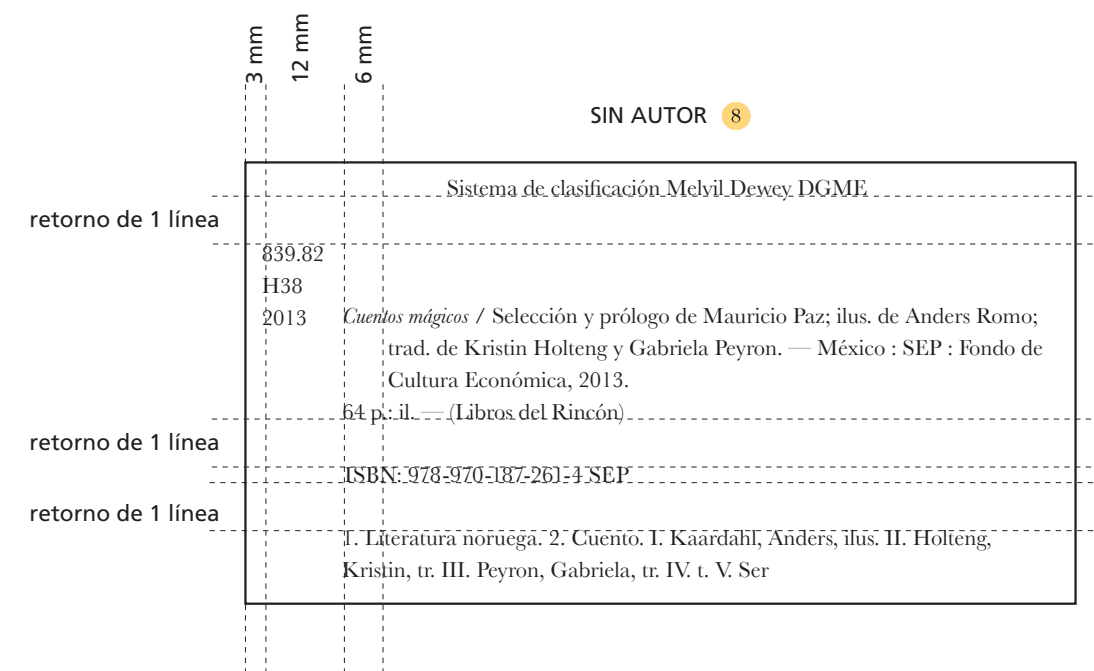 3 mm
12 mm
6 mm
SIN AUTOR 8
Sistema de clasificación Melvil Dewey DGME
retorno de 1 línea
839.82
H38
2013 Cuentos mágicos / Selección y prólogo de Mauricio Paz; ilus. de Anders Romo;
trad. de Kristin Holteng y Gabriela Peyron. — México : SEP : Fondo de
Cultura Económica, 2013.
64 p.: il. — (Libros del Rincón)
retorno de 1 línea
ISBN: 978-970-187-261-4 SEP
retorno de 1 línea
1. Literatura noruega. 2. Cuento. I. Kaardahl, Anders, ilus. II. Holteng,
Kristin, tr. III. Peyron, Gabriela, tr. IV. t. V. Ser